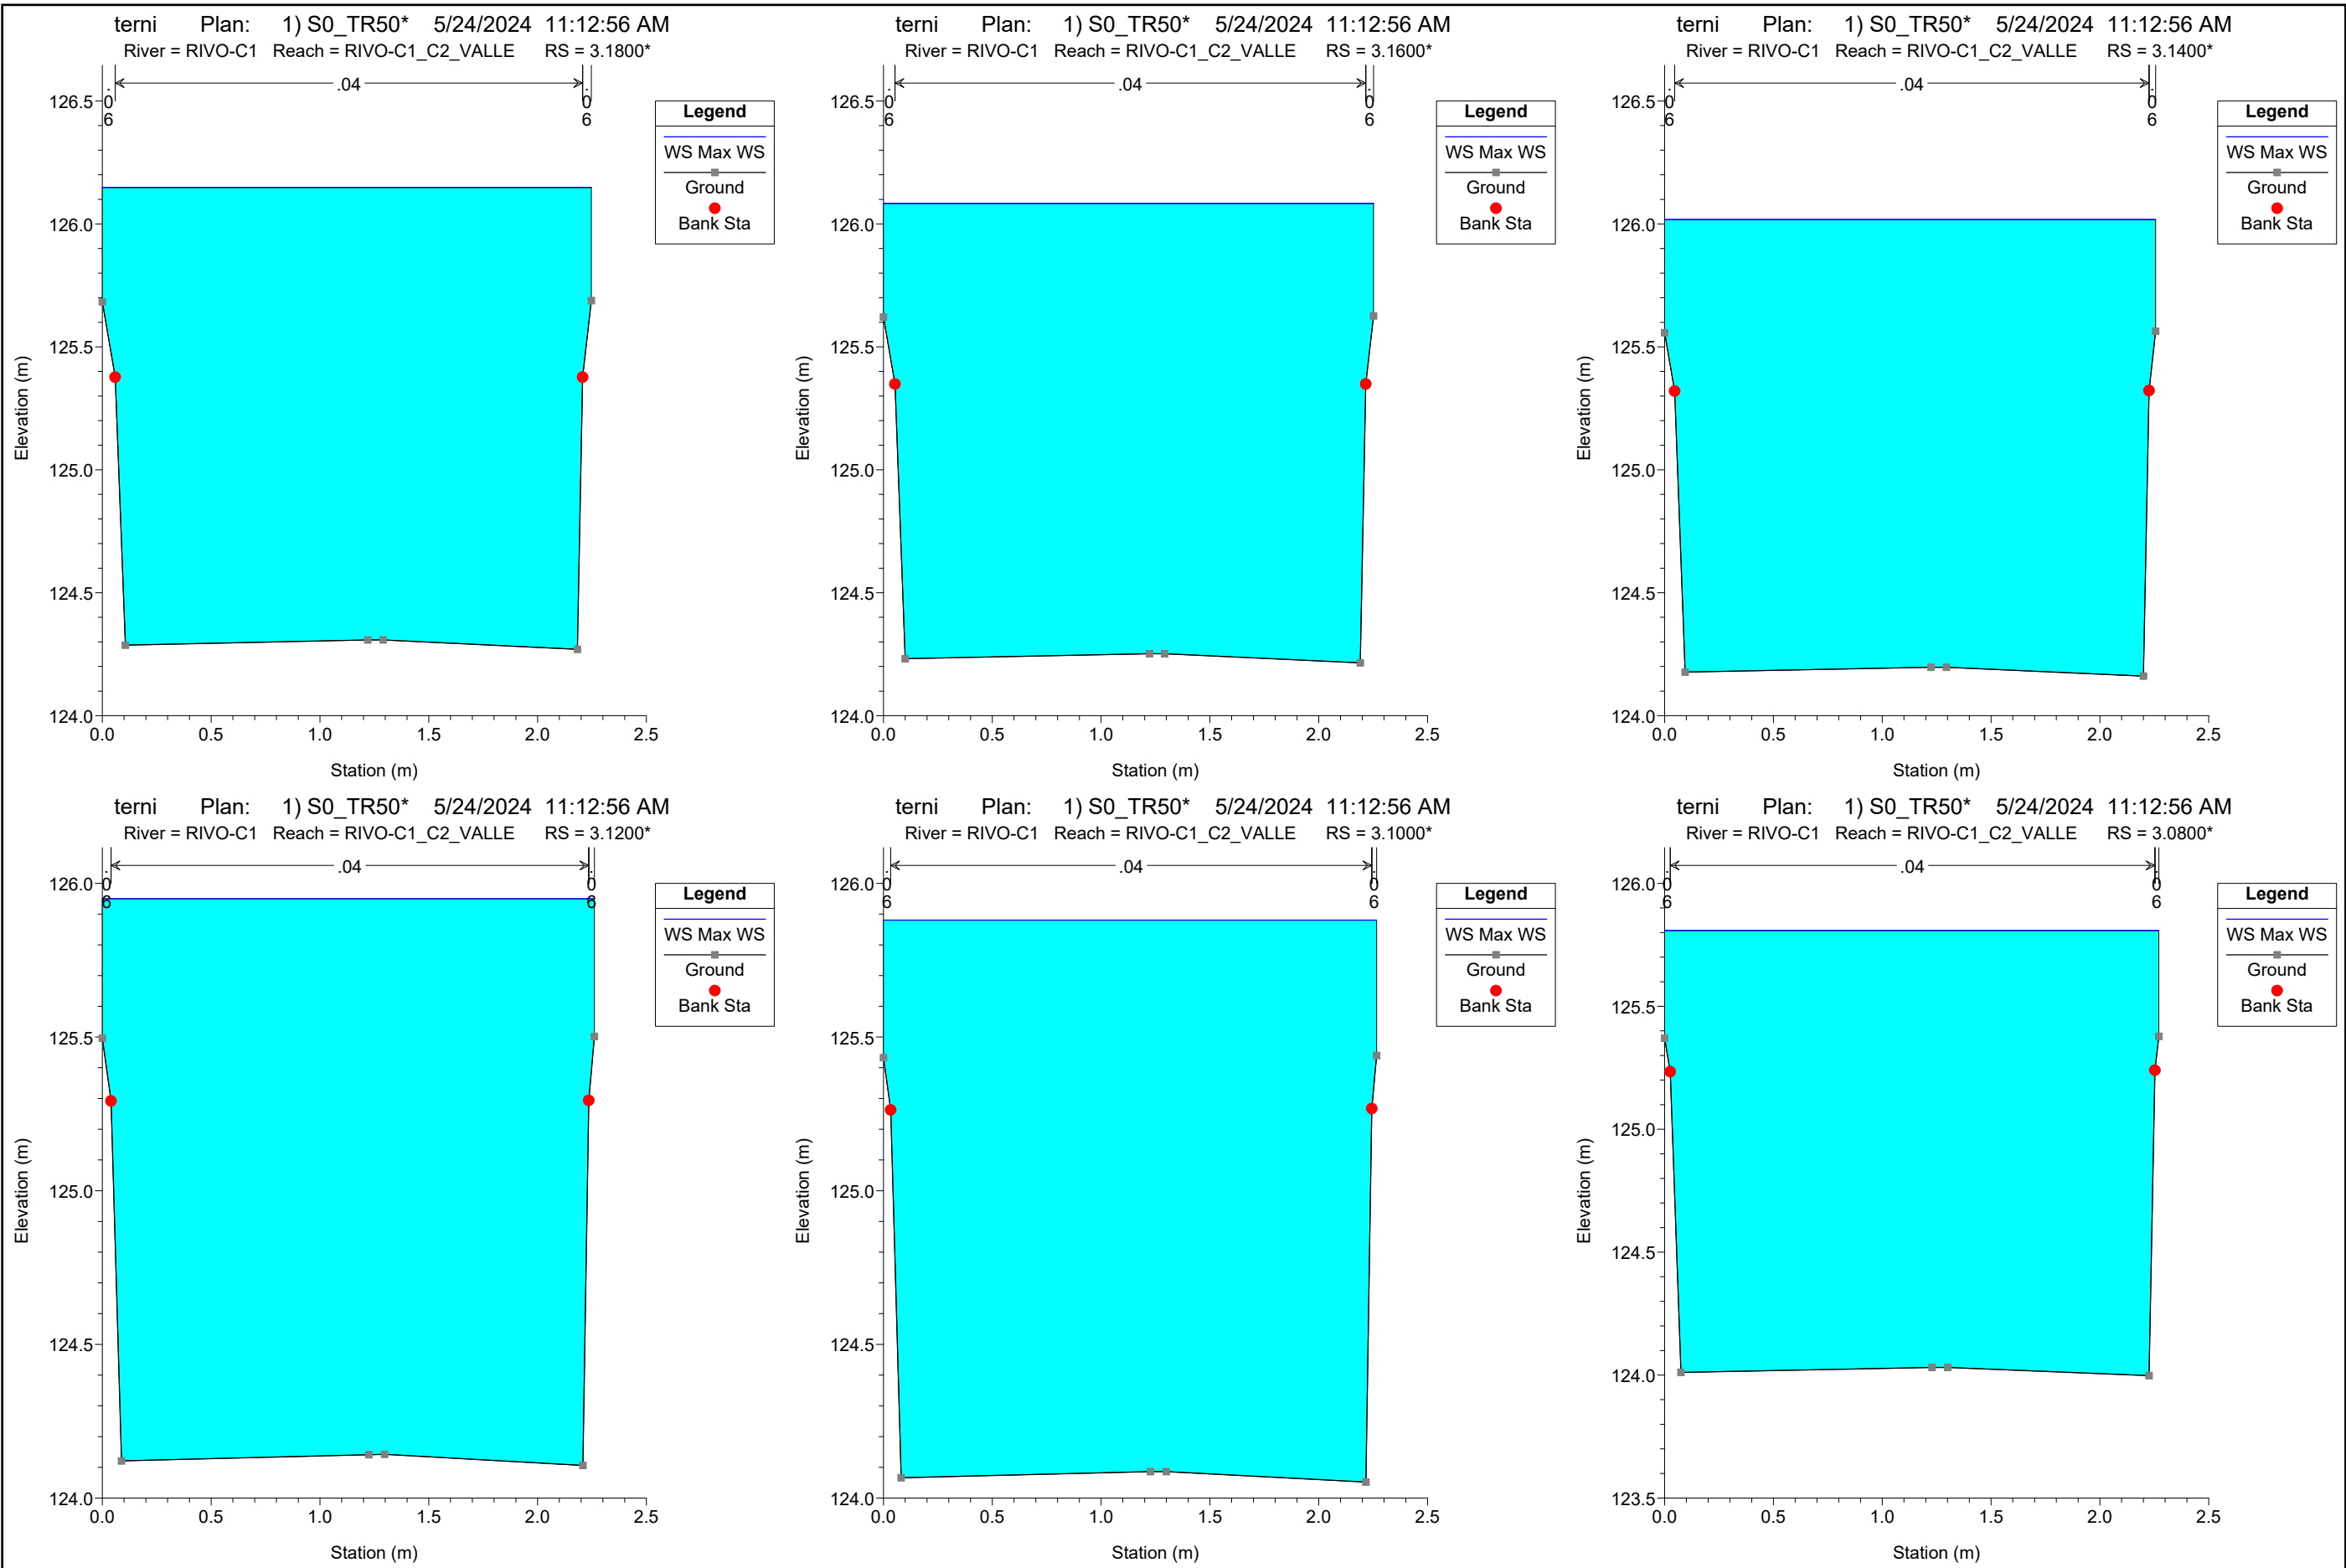 terni Plan: 1) S0_TR50* 5/24/2024 11:12:56 AM
River = RIVO-C1 Reach = RIVO-C1_C2_VALLE RS = 3.1800*
.06
.04
.06
Legend
WS Max WS
Ground
Bank Sta
126.5
126.0
125.5
125.0
124.5
124.0
0.0 0.5 1.0 1.5 2.0 2.5
Station (m)
Elevation (m)
terni Plan: 1) S0_TR50* 5/24/2024 11:12:56 AM
River = RIVO-C1 Reach = RIVO-C1_C2_VALLE RS = 3.1600*
.06
.04
.06
Legend
WS Max WS
Ground
Bank Sta
126.5
126.0
125.5
125.0
124.5
124.0
0.0 0.5 1.0 1.5 2.0 2.5
Station (m)
Elevation (m)
terni Plan: 1) S0_TR50* 5/24/2024 11:12:56 AM
River = RIVO-C1 Reach = RIVO-C1_C2_VALLE RS = 3.1400*
.06
.04
.06
Legend
WS Max WS
Ground
Bank Sta
126.5
126.0
125.5
125.0
124.5
124.0
0.0 0.5 1.0 1.5 2.0 2.5
Station (m)
Elevation (m)
terni Plan: 1) S0_TR50* 5/24/2024 11:12:56 AM
River = RIVO-C1 Reach = RIVO-C1_C2_VALLE RS = 3.1200*
.06
.04
.06
Legend
WS Max WS
Ground
Bank Sta
126.0
125.5
125.0
124.5
124.0
0.0 0.5 1.0 1.5 2.0 2.5
Station (m)
Elevation (m)
terni Plan: 1) S0_TR50* 5/24/2024 11:12:56 AM
River = RIVO-C1 Reach = RIVO-C1_C2_VALLE RS = 3.1000*
.06
.04
.06
Legend
WS Max WS
Ground
Bank Sta
126.0
125.5
125.0
124.5
124.0
0.0 0.5 1.0 1.5 2.0 2.5
Station (m)
Elevation (m)
terni Plan: 1) S0_TR50* 5/24/2024 11:12:56 AM
River = RIVO-C1 Reach = RIVO-C1_C2_VALLE RS = 3.0800*
.06
.04
.06
Legend
WS Max WS
Ground
Bank Sta
126.0
125.5
125.0
124.5
124.0
123.5
0.0 0.5 1.0 1.5 2.0 2.5
Station (m)
Elevation (m)